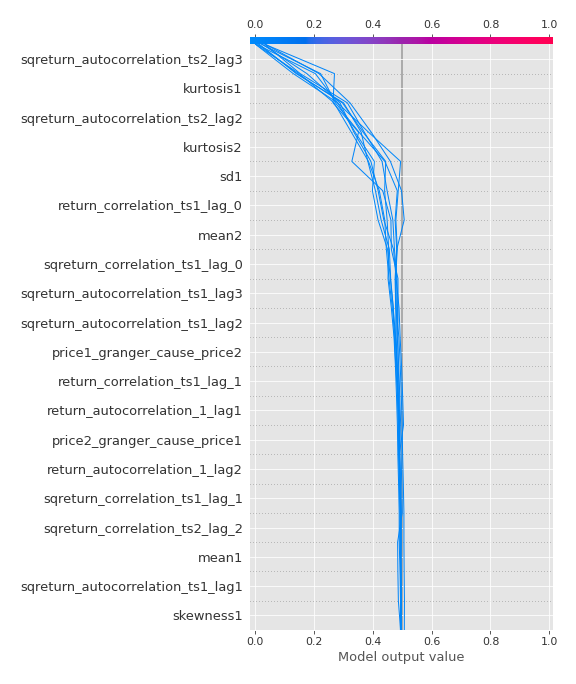 0.0 0.2 0.4 0.6 0.8 1.0
sqreturn_autocorrelation_ts2_lag3
kurtosis1
sqreturn_autocorrelation_ts2_lag2
kurtosis2
sd1
return_correlation_ts1_lag_0
mean2
sqreturn_correlation_ts1_lag_0
sqreturn_autocorrelation_ts1_lag3
sqreturn_autocorrelation_ts1_lag2
price1_granger_cause_price2
return_correlation_ts1_lag_1
return_autocorrelation_1_lag1
price2_granger_cause_price1
return_autocorrelation_1_lag2
sqreturn_correlation_ts1_lag_1
sqreturn_correlation_ts2_lag_2
mean1
sqreturn_autocorrelation_ts1_lag1
skewness1
0.0 0.2 0.4 0.6 0.8 1.0
Model output value